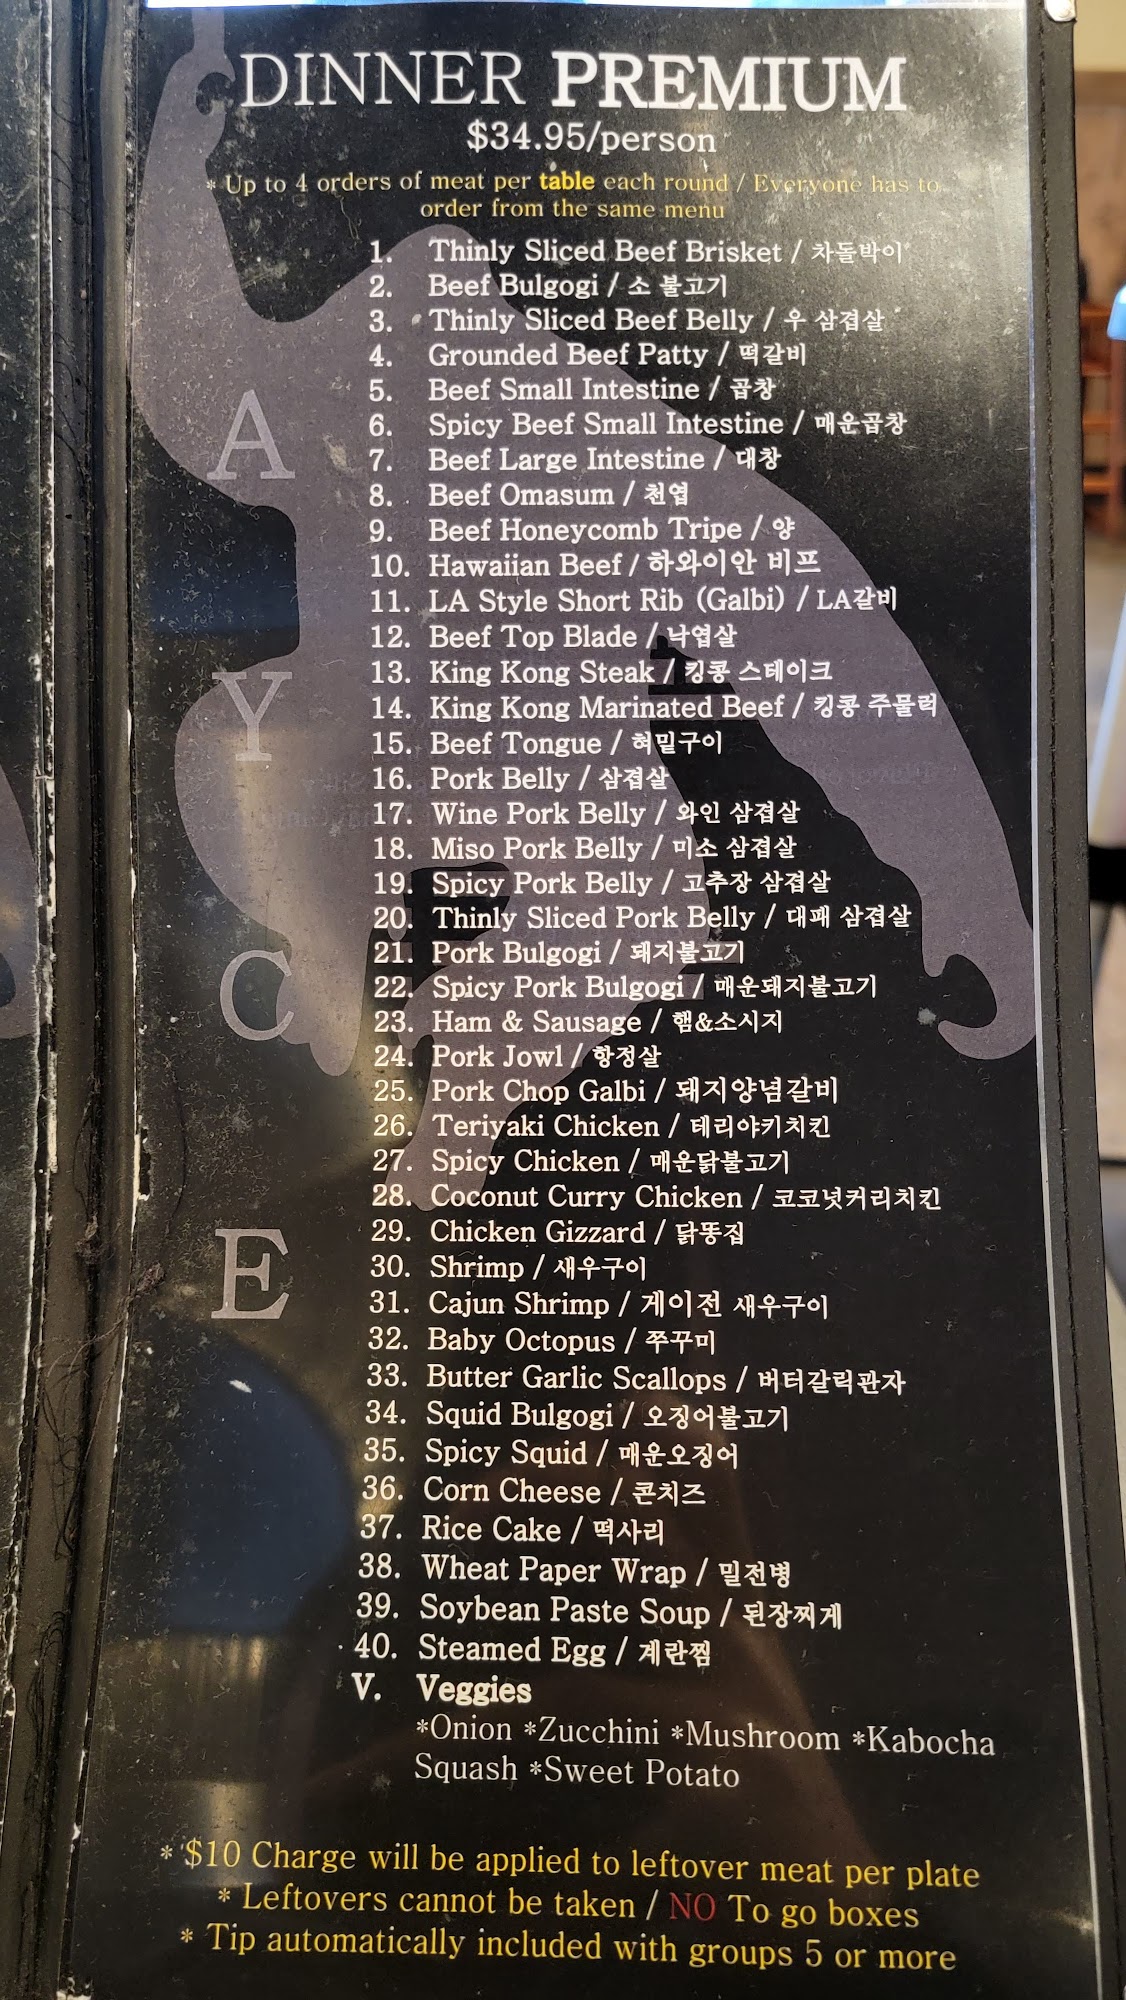 DINNER PREMIUM
$34.95/person
* Up to 4 orders of meat per table each round / Everyone has to
order from the same menu
1. Thinly Sliced Beef Brisket / 차돌박이
2. Beef Bulgogi / 소 불고기
3. Thinly Sliced Beef Belly / 우 삼겹살
4. Grounded Beef Patty / 떡갈비
5. Beef Small Intestine / 곱창
6. Spicy Beef Small Intestine / 매운곱창
7. Beef Large Intestine / 대창
8. Beef Omasum / 천엽
9. Beef Honeycomb Tripe / 양
10. Hawaiian Beef / 하와이안 비프
11. LA Style Short Rib (Galbi) / LA갈비
12. Beef Top Blade / 낙엽살
13. King Kong Steak / 킹콩 스테이크
14. King Kong Marinated Beef / 킹콩 주물럭
15. Beef Tongue / 혀밑구이
16. Pork Belly / 삼겹살
17. Wine Pork Belly / 와인 삼겹살
18. Miso Pork Belly / 미소 삼겹살
19. Spicy Pork Belly / 고추장 삼겹살
20. Thinly Sliced Pork Belly / 대패 삼겹살
21. Pork Bulgogi / 돼지불고기
22. Spicy Pork Bulgogi / 매운돼지불고기
23. Ham & Sausage / 햄&소시지
24. Pork Jowl / 항정살
25. Pork Chop Galbi / 돼지양념갈비
26. Teriyaki Chicken / 테리야키치킨
27. Spicy Chicken / 매운닭불고기
28. Coconut Curry Chicken / 코코넛커리치킨
29. Chicken Gizzard / 닭똥집
30. Shrimp / 새우구이
31. Cajun Shrimp / 게이전 새우구이
32. Baby Octopus / 쭈꾸미
33. Butter Garlic Scallops / 버터갈릭관자
34. Squid Bulgogi / 오징어불고기
35. Spicy Squid / 매운오징어
36. Corn Cheese / 콘치즈
37. Rice Cake / 떡사리
38. Wheat Paper Wrap / 밀전병
39. Soybean Paste Soup / 된장찌게
40. Steamed Egg / 계란찜
V. Veggies
*Onion *Zucchini *Mushroom *Kabocha
Squash *Sweet Potato
A
Y
C
E
* $10 Charge will be applied to leftover meat per plate
* Leftovers cannot be taken / NO To go boxes
* Tip automatically included with groups 5 or more